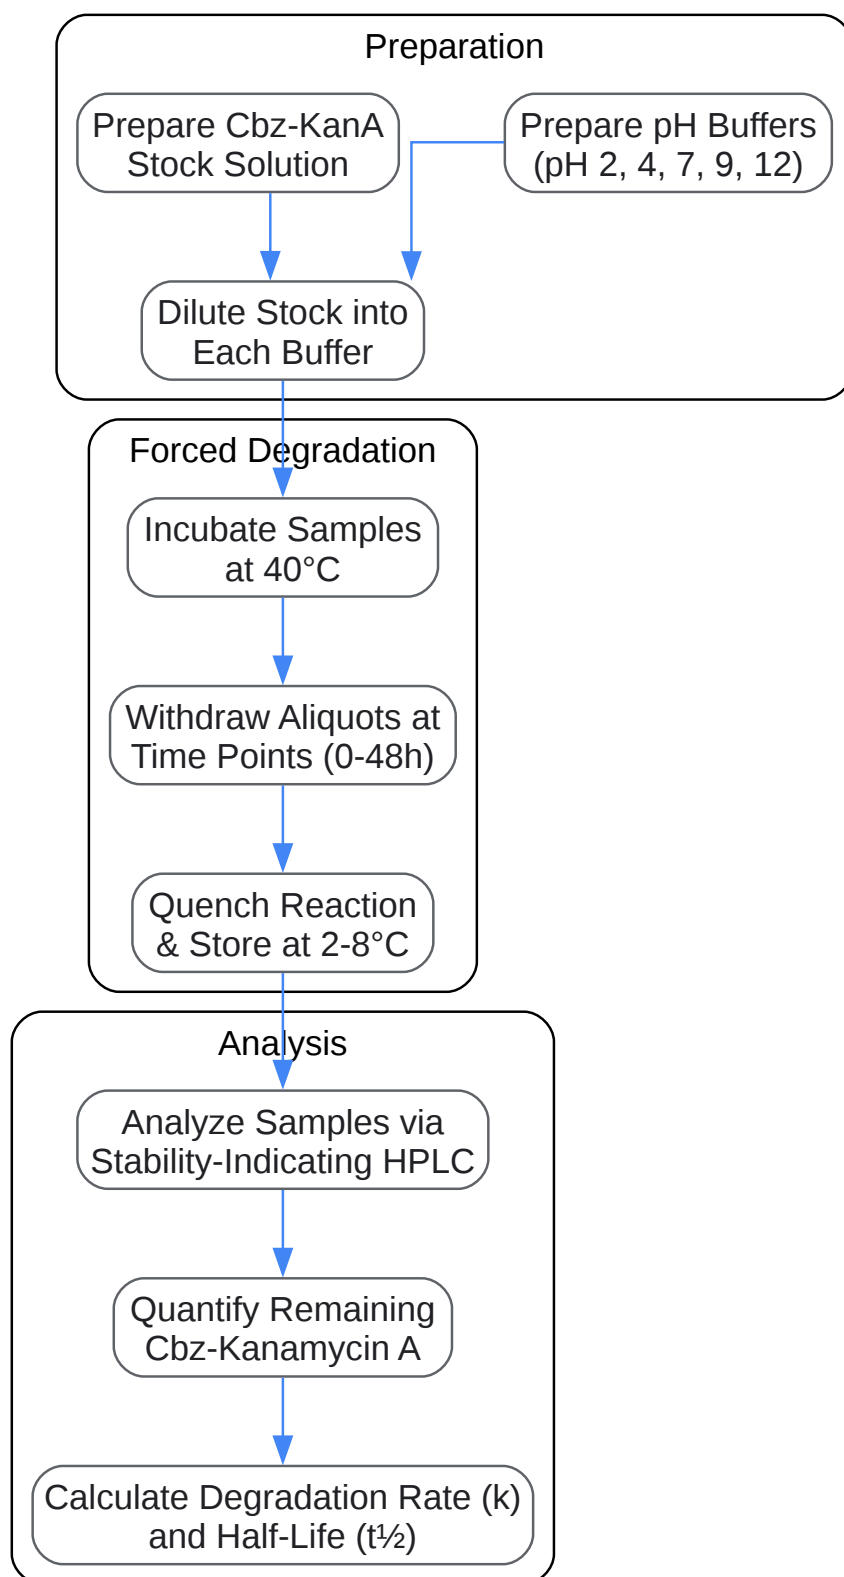 Preparation
Prepare Cbz-KanA
Stock Solution
Prepare pH Buffers
(pH 2, 4, 7, 9, 12)
Dilute Stock into
Each Buffer
Forced Degradation
Incubate Samples
at 40°C
Withdraw Aliquots at
Time Points (0-48h)
Quench Reaction
& Store at 2-8°C
Analysis
Analyze Samples via
Stability-Indicating HPLC
Quantify Remaining
Cbz-Kanamycin A
Calculate Degradation Rate (k)
and Half-Life (t½)